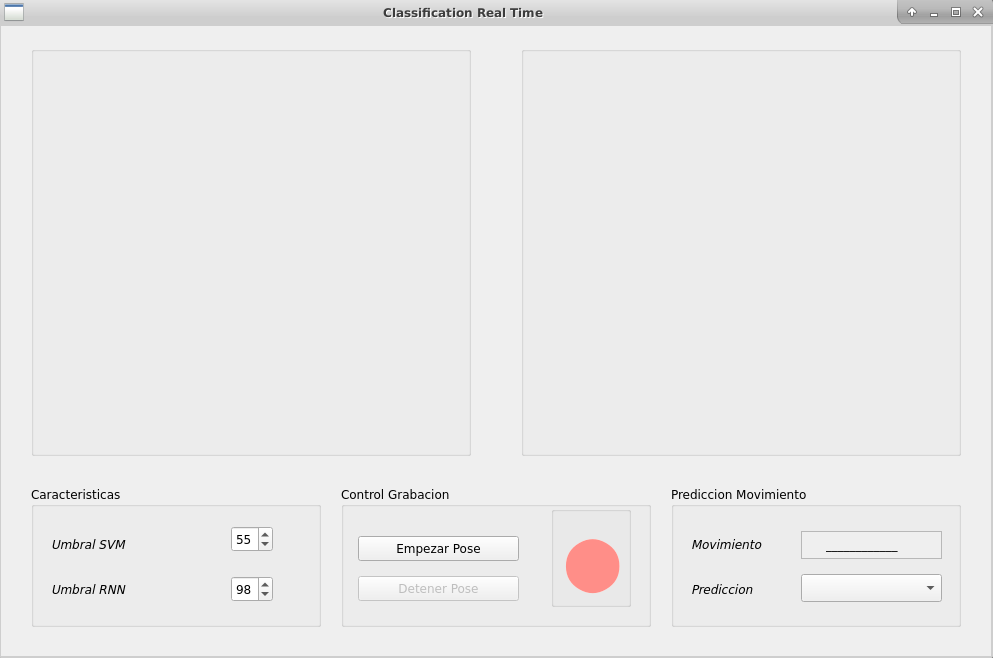 Classification Real Time
Caracteristicas
Umbral SVM
55
Umbral RNN
98
Control Grabacion
Empezar Pose
Detener Pose
Prediccion Movimiento
Movimiento
____________
Prediccion